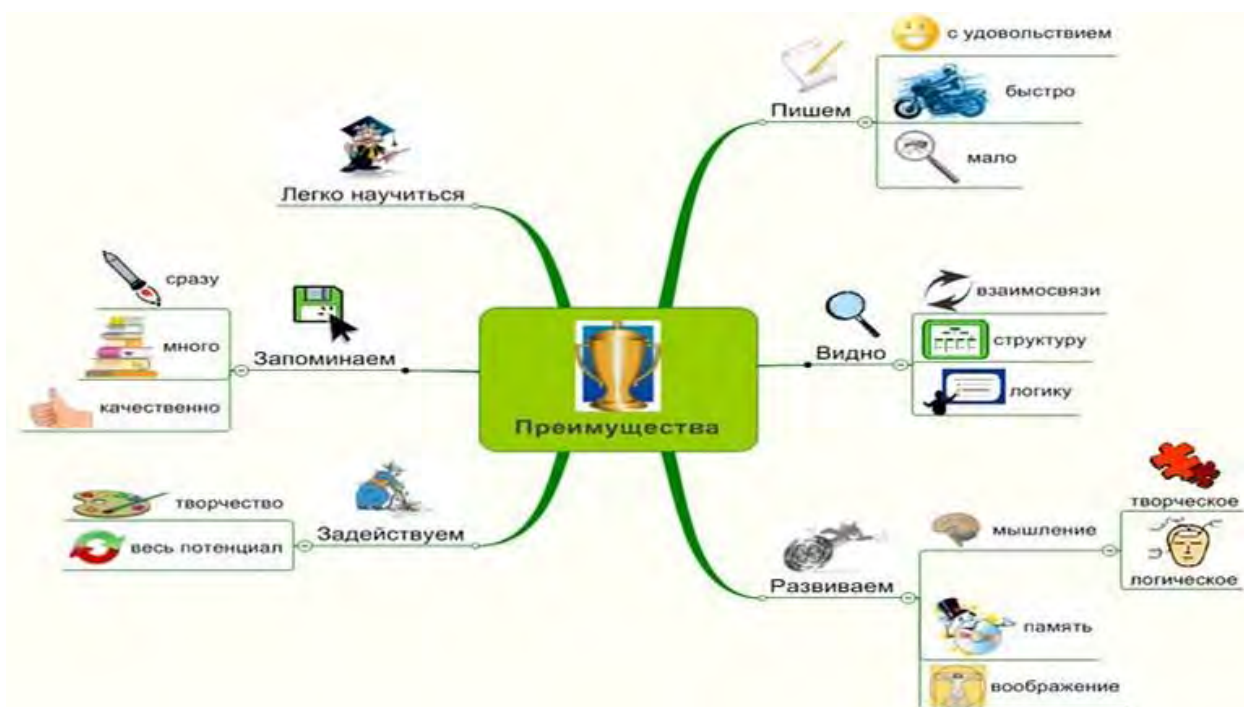 Преимущества
Пишем
с удовольствием
быстро
мало
Видно
взаимосвязи
структуру
логику
Развиваем
мышление
творческое
логическое
память
воображение
Легко научиться
Запоминаем
сразу
много
качественно
Задействуем
творчество
весь потенциал